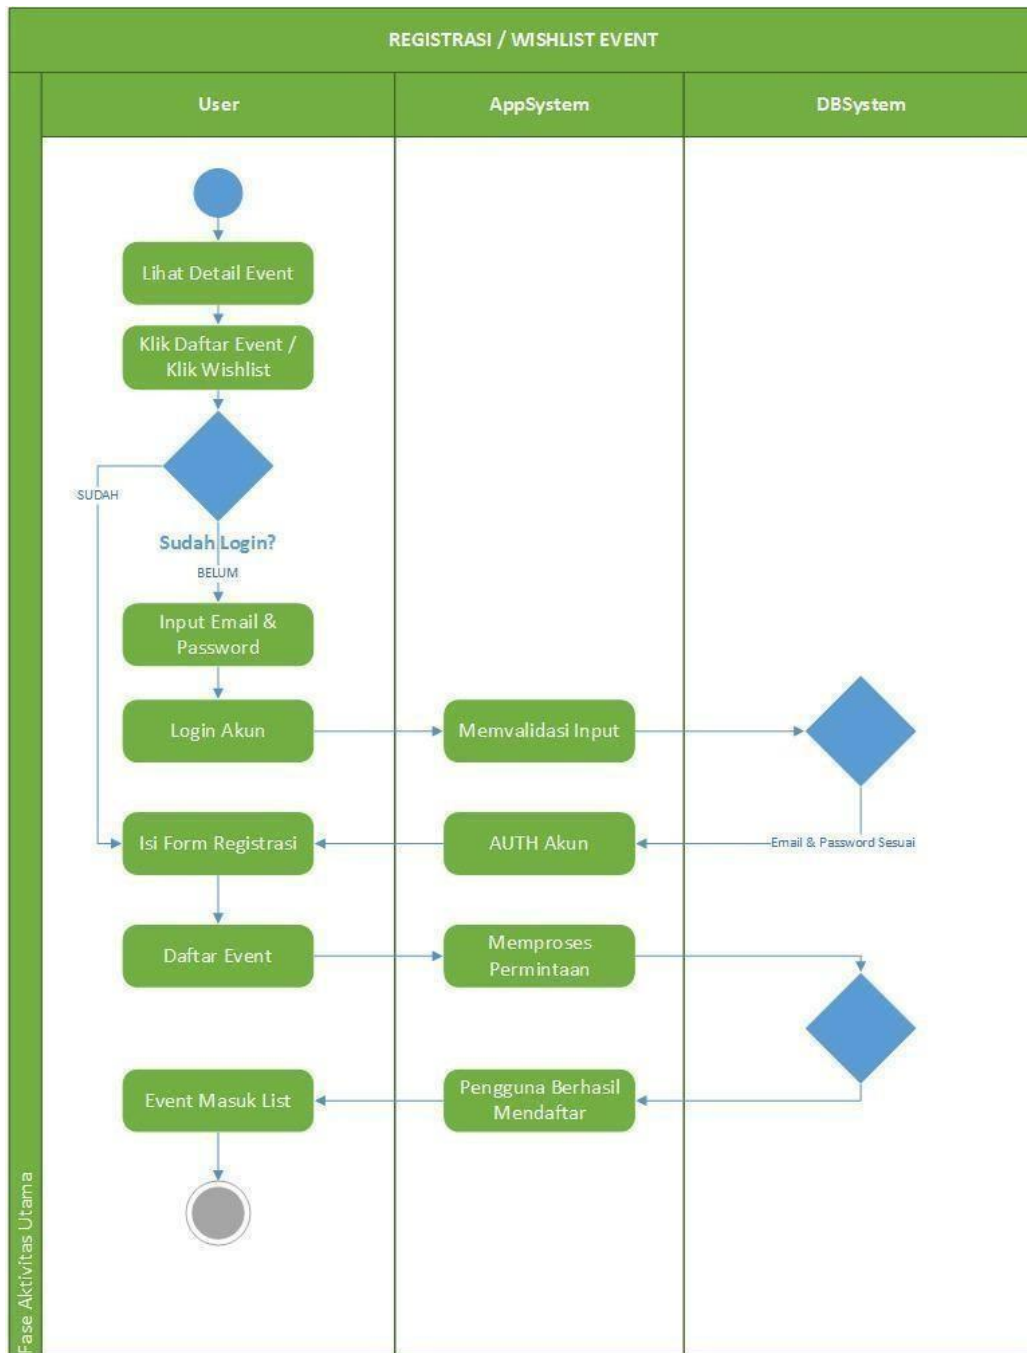 REGISTRASI / WISHLIST EVENT
User
AppSystem
DBSystem
Lihat Detail Event
Klik Daftar Event /
Klik Wishlist
SUDAH
Sudah Login?
BELUM
Input Email &
Password
Login Akun
Memvalidasi Input
Isi Form Registrasi
AUTH Akun
Email & Password Sesuai
Daftar Event
Memproses
Permintaan
Event Masuk List
Pengguna Berhasil
Mendaftar
Fase Aktivitas Utama